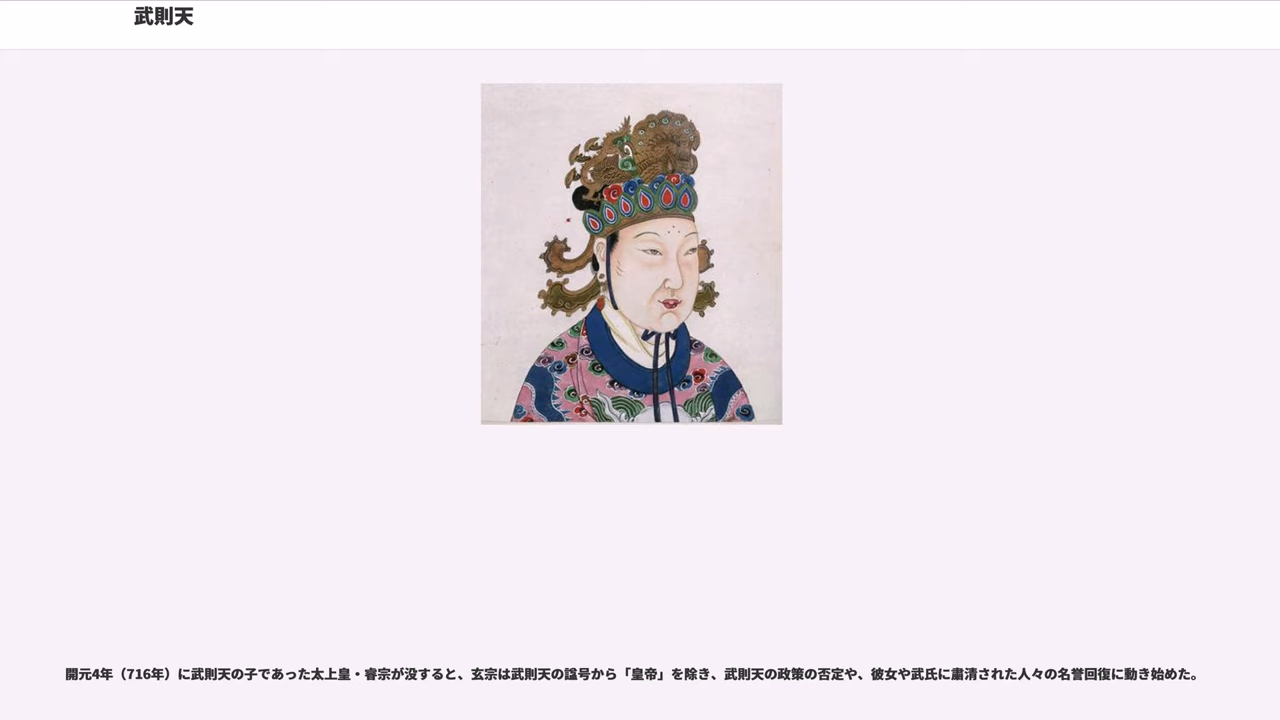 武則天
開元4年（716年）に武則天の子であった太上皇・睿宗が没すると、玄宗は武則天の諡号から「皇帝」を除き、武則天の政策の否定や、彼女や武氏に粛清された人々の名誉回復に動き始めた。